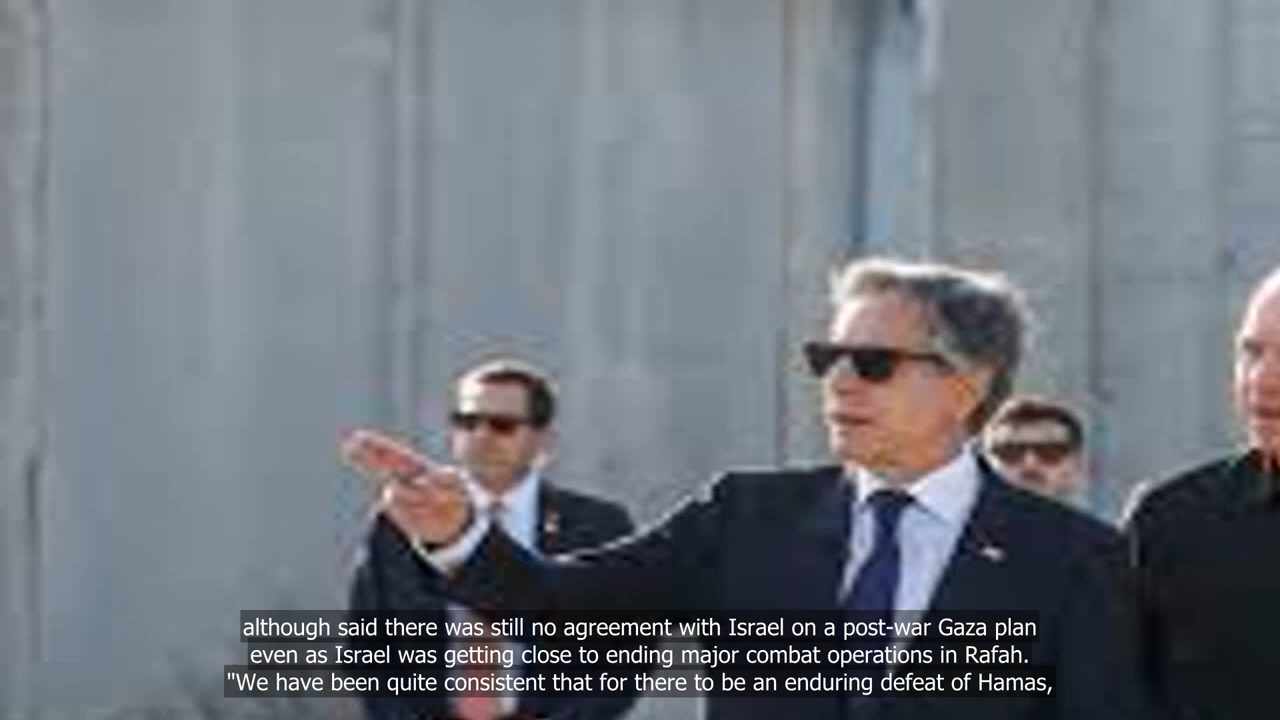 although said there was still no agreement with Israel on a post-war Gaza plan
even as Israel was getting close to ending major combat operations in Rafah.
"We have been quite consistent that for there to be an enduring defeat of Hamas,